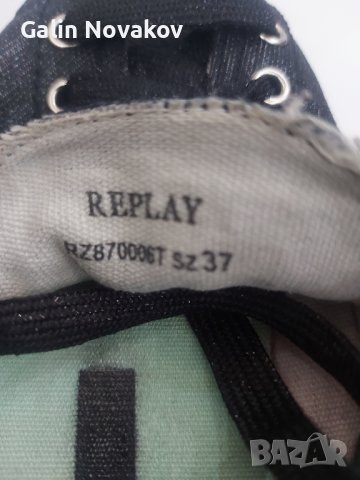 Galin Novakov
REPLAY
RZ870006T SZ 37
BAZAR